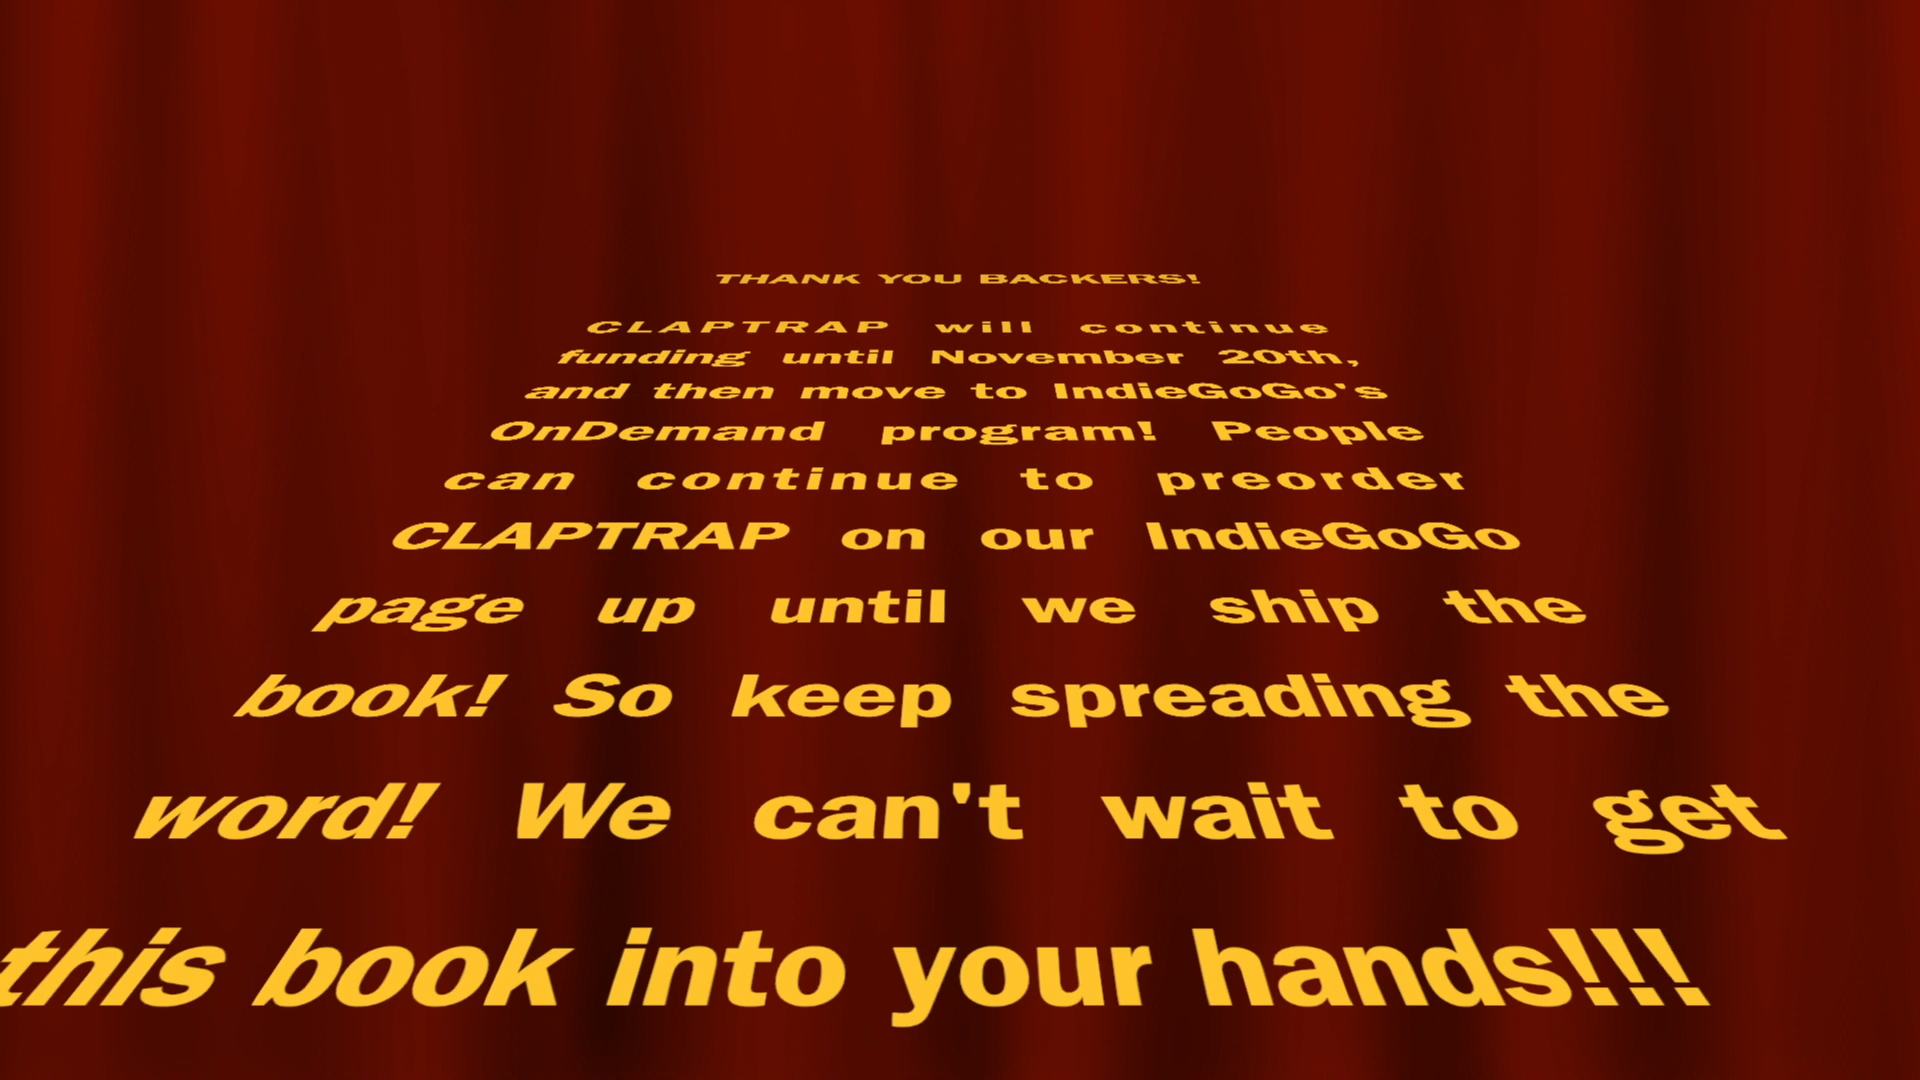 THANK YOU BACKERS!
CLAPTRAP will continue
funding until November 20th,
and then move to IndieGoGo's
OnDemand program! People
can continue to preorder
CLAPTRAP on our IndieGoGo
page up until we ship the
book! So keep spreading the
word! We can't wait to get
this book into your hands!!!